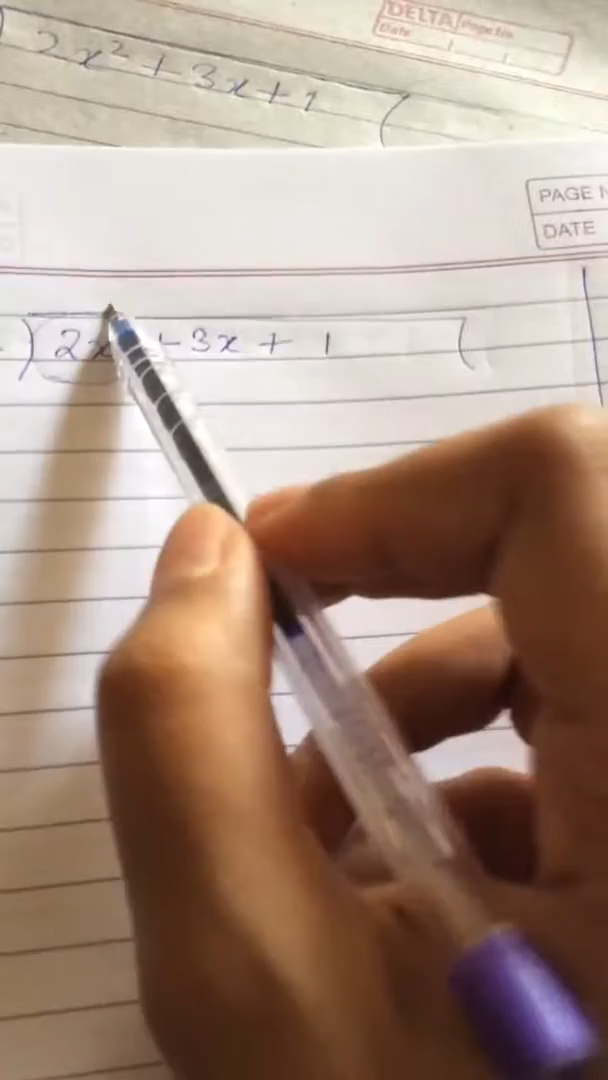 DELTA Page No.
Date
2x² + 3x + 1 (
PAGE N
DATE
) 2x + 3x + 1 (